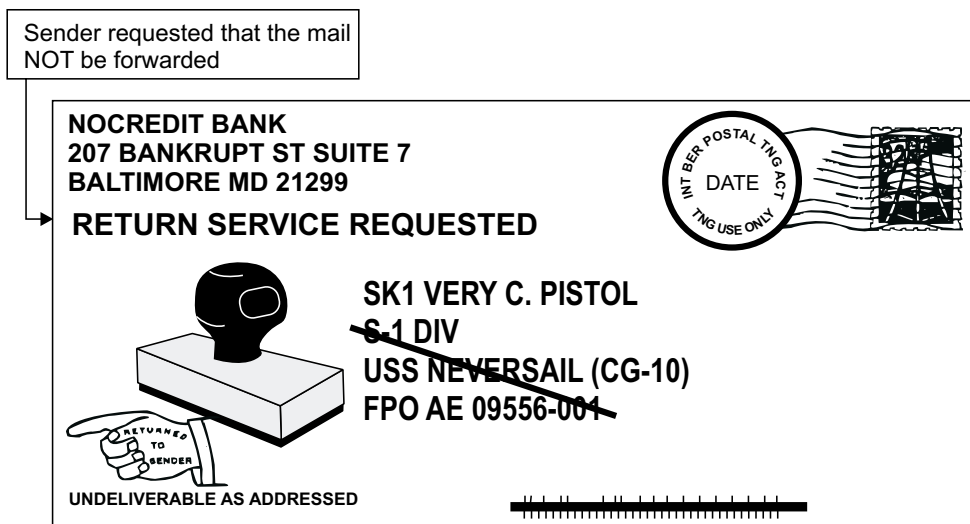 Sender requested that the mail
NOT be forwarded
NOCREDIT BANK
207 BANKRUPT ST SUITE 7
BALTIMORE MD 21299
RETURN SERVICE REQUESTED
INT BER POSTAL TNG ACT
DATE
TNG USE ONLY
SK1 VERY C. PISTOL
S-1 DIV
USS NEVERSAIL (CG-10)
FPO AE 09556-001
RETURNED
TO
SENDER
UNDELIVERABLE AS ADDRESSED